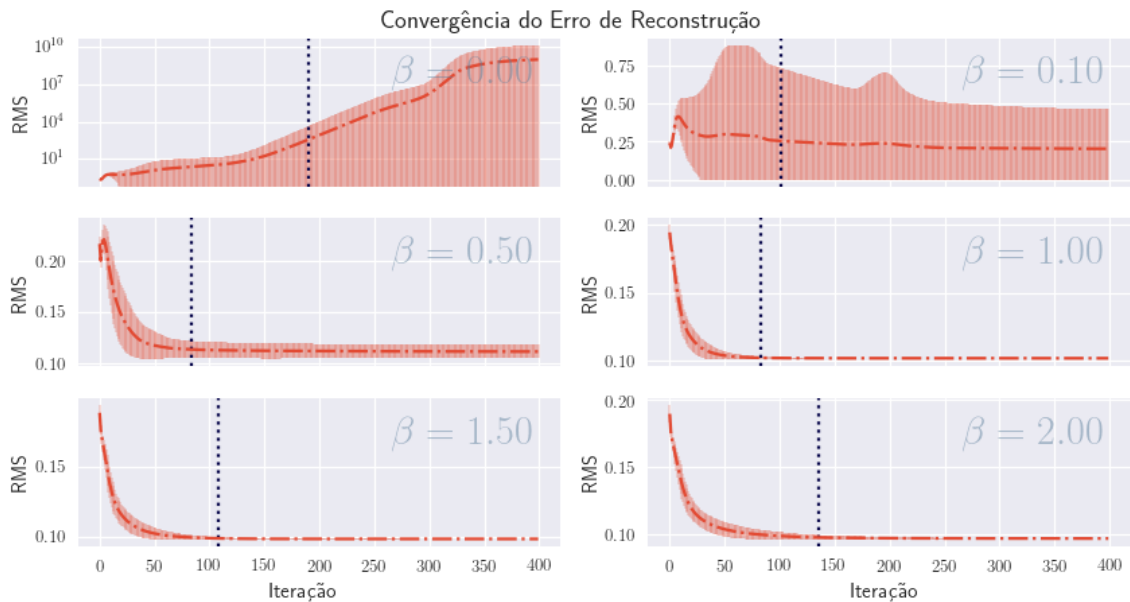 Convergência do Erro de Reconstrução
RMS
10^10
10^7
10^4
10^1
β = 0.00
RMS
0.75
0.50
0.25
0.00
β = 0.10
RMS
0.20
0.15
0.10
β = 0.50
RMS
0.20
0.15
0.10
β = 1.00
RMS
0.15
0.10
β = 1.50
0 50 100 150 200 250 300 350 400
Iteração
RMS
0.20
0.15
0.10
β = 2.00
0 50 100 150 200 250 300 350 400
Iteração